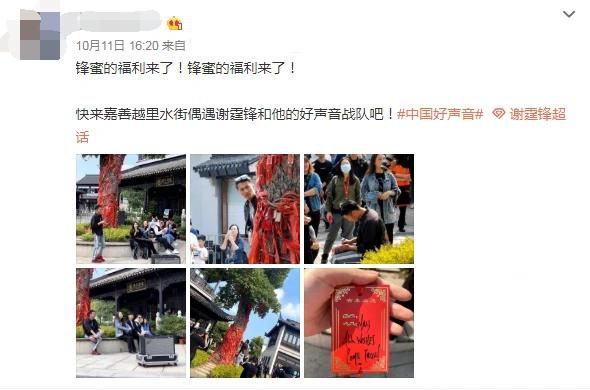 10月11日 16:20 来自
锋蜜的福利来了！锋蜜的福利来了！
快来嘉善越里水街偶遇谢霆锋和他的好声音战队吧！#中国好声音# 谢霆锋超
话